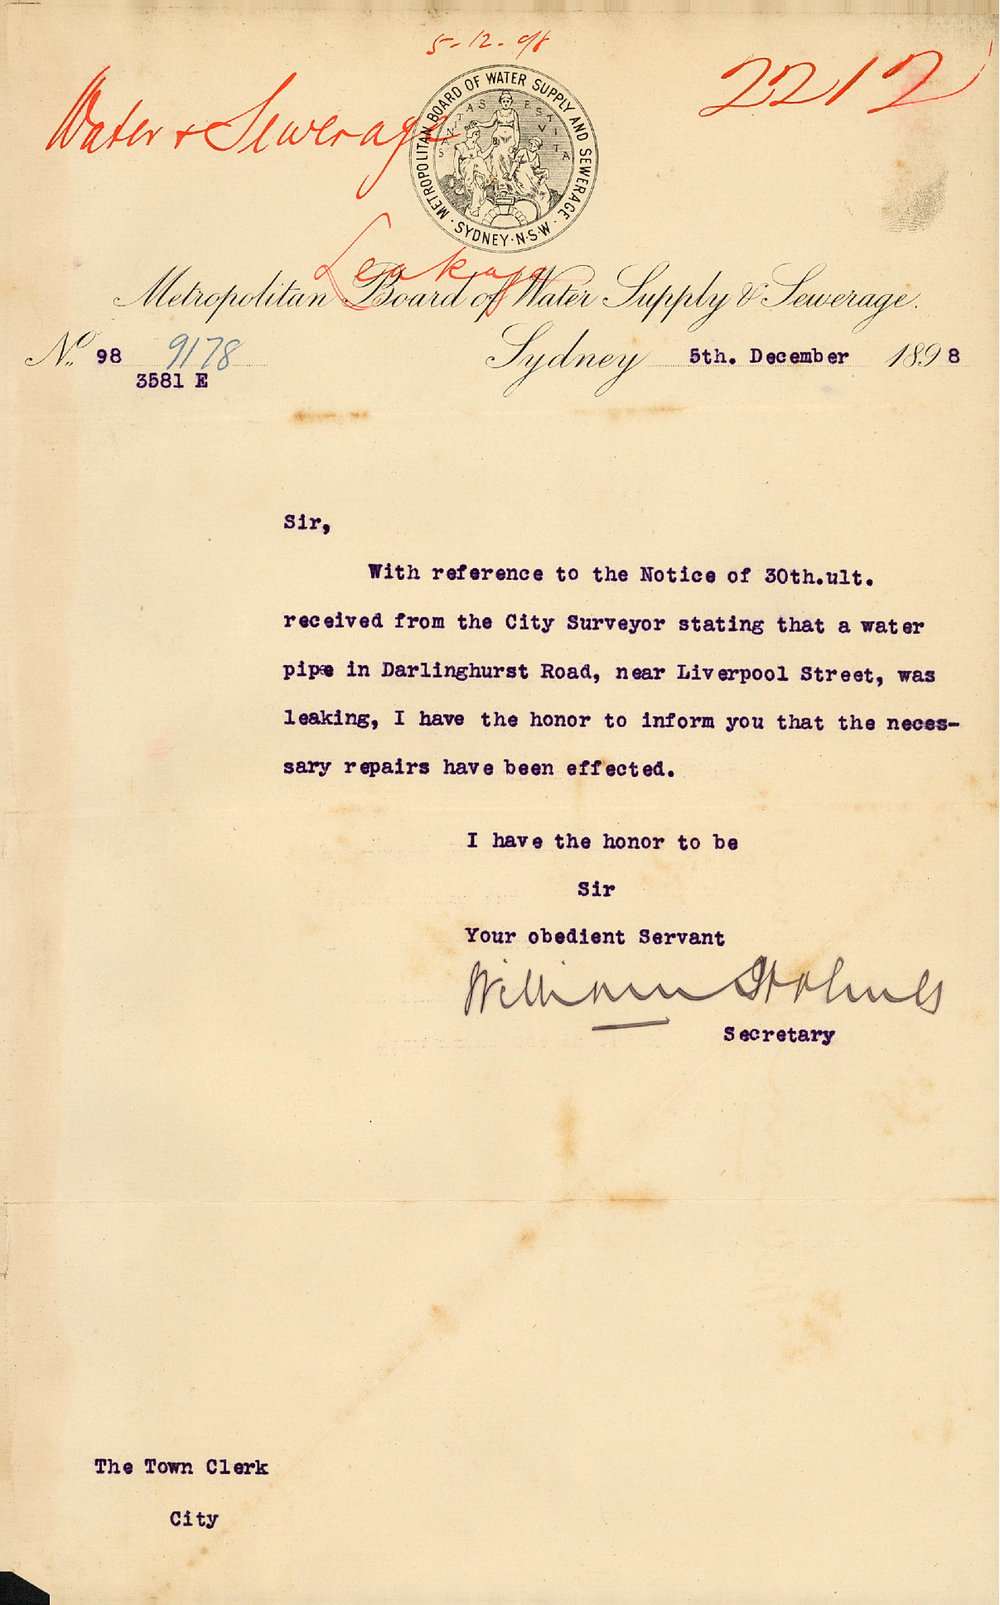 5-12-98
Water & Sewerage
2212
METROPOLITAN BOARD OF WATER SUPPLY AND SEWERAGE
SANITAS EST VITA
·SYDNEY·N·S·W·
Leakage
Metropolitan Board of Water Supply & Sewerage.
No. 98 9178
3581 E
Sydney 5th. December 1898
Sir,
With reference to the Notice of 30th.ult.
received from the City Surveyor stating that a water
pipe in Darlinghurst Road, near Liverpool Street, was
leaking, I have the honor to inform you that the neces-
sary repairs have been effected.
I have the honor to be
Sir
Your obedient Servant
William Holmes
Secretary
The Town Clerk
City